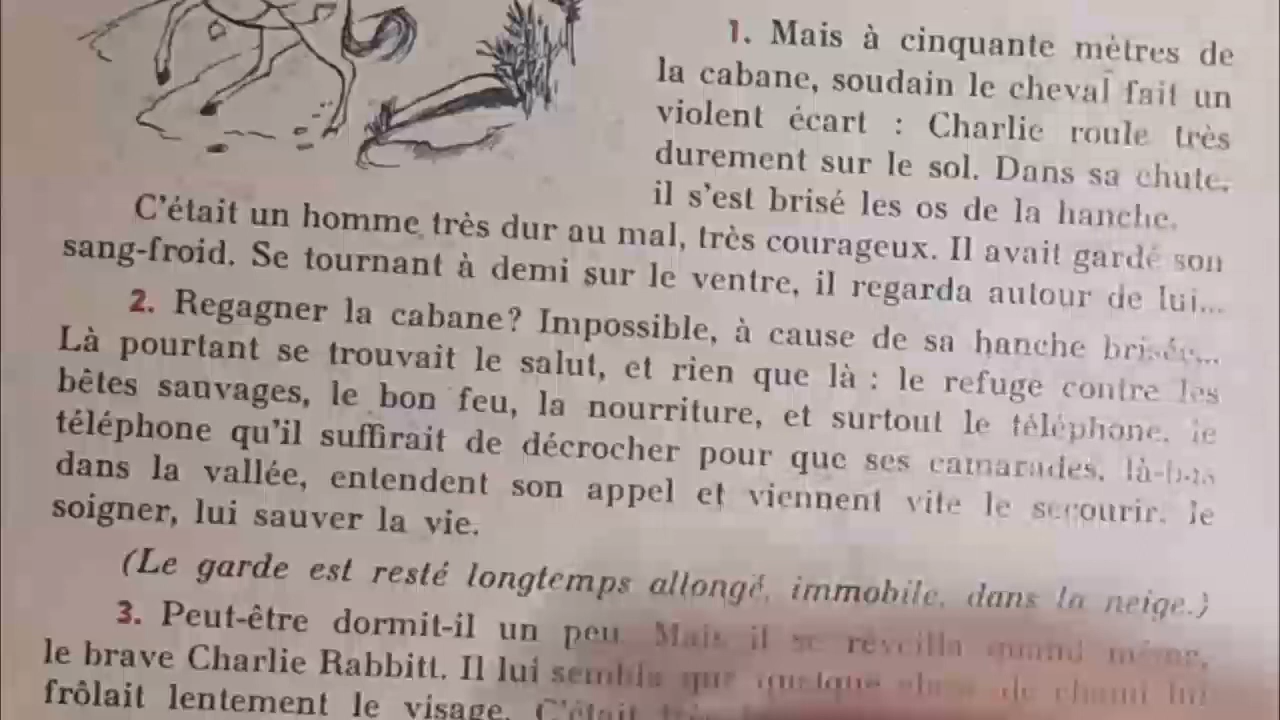 1. Mais à cinquante mètres de
la cabane, soudain le cheval fait un
violent écart : Charlie roule très
durement sur le sol. Dans sa chute,
il s'est brisé les os de la hanche.
C'était un homme très dur au mal, très courageux. Il avait gardé son
sang-froid. Se tournant à demi sur le ventre, il regarda autour de lui...
2. Regagner la cabane? Impossible, à cause de sa hanche brisée...
Là pourtant se trouvait le salut, et rien que là : le refuge contre les
bêtes sauvages, le bon feu, la nourriture, et surtout le téléphone, le
téléphone qu'il suffirait de décrocher pour que ses camarades, là-bas
dans la vallée, entendent son appel et viennent vite le secourir, le
soigner, lui sauver la vie.
(Le garde est resté longtemps allongé, immobile, dans la neige.)
3. Peut-être dormit-il un peu. Mais il se réveilla quand même,
le brave Charlie Rabbitt. Il lui sembla que quelque chose de chaud lui
frôlait lentement le visage. C'était